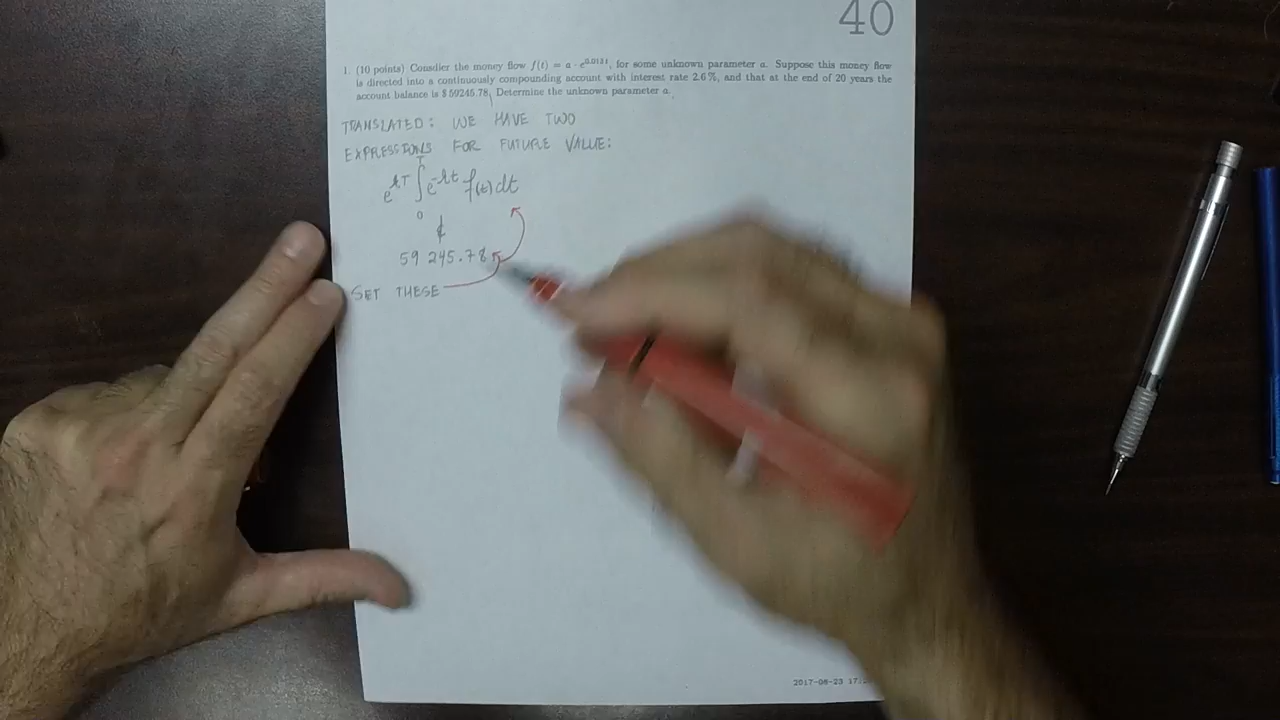 40
1. (10 points) Consdier the money flow f(t) = a · e^0.013t, for some unknown parameter a. Suppose this money flow
is directed into a continuously compounding account with interest rate 2.6%, and that at the end of 20 years the
account balance is $59245.78. Determine the unknown parameter a.
TRANSLATED: WE HAVE TWO
EXPRESSIONS FOR FUTURE VALUE:
e^rT ∫_0^T e^-rt f(t) dt
&
59 245.78
SET THESE
2017-08-23